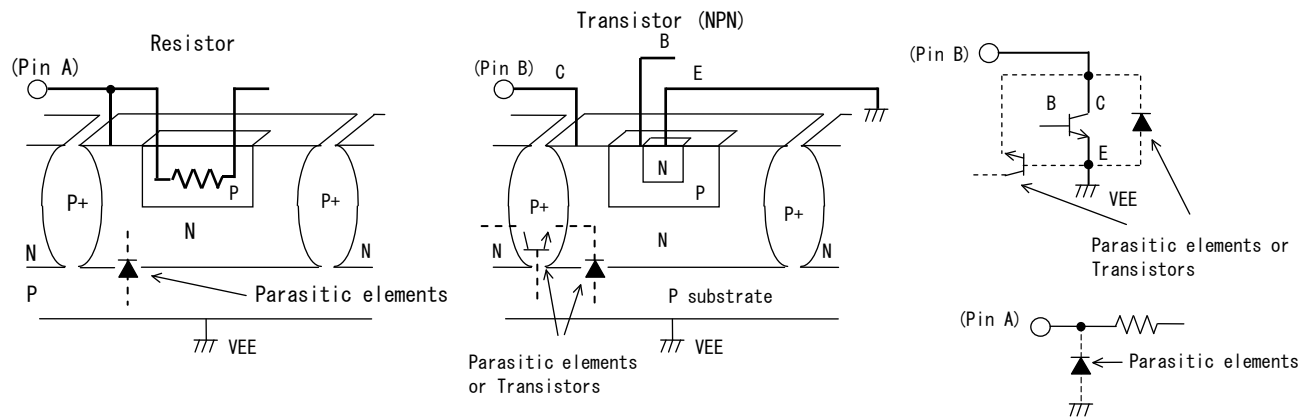 Resistor
(Pin A)
P+
N
P
P+
N
N
P
Parasitic elements
VEE
Transistor (NPN)
B
(Pin B)
C
E
P+
N
P
P+
N
N
N
P substrate
VEE
Parasitic elements
or Transistors
(Pin B)
B
C
E
VEE
Parasitic elements or
Transistors
(Pin A)
Parasitic elements